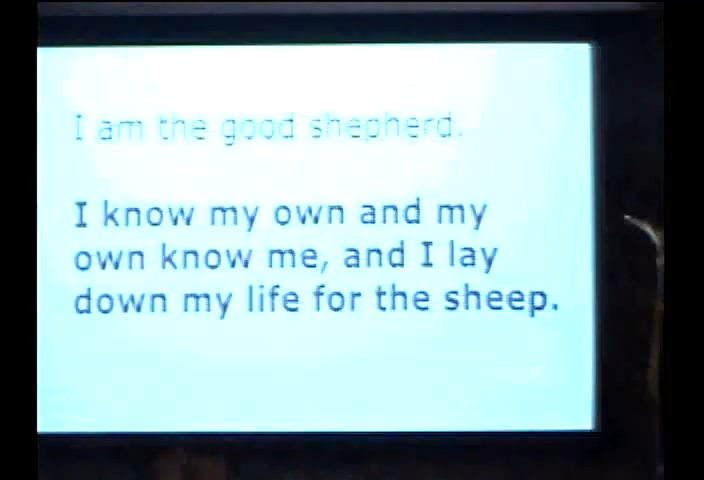 I am the good shepherd.
I know my own and my
own know me, and I lay
down my life for the sheep.